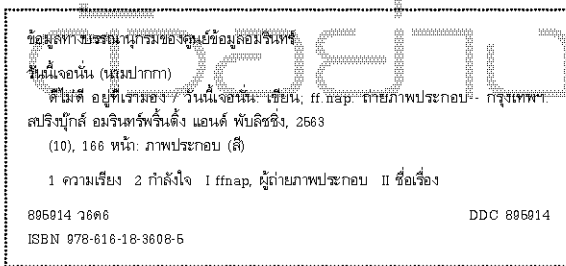 ตัวอย่าง
ข้อมูลทางบรรณานุกรมของศูนย์ข้อมูลอมรินทร์
วันนี้เจอนั่น (นามปากกา)
ดีไม่ดี อยู่ที่เรามอง / วันนี้เจอนั่น: เขียน; ff.nap: ถ่ายภาพประกอบ-- กรุงเทพฯ:
สปริงบุ๊กส์ อมรินทร์พริ้นติ้ง แอนด์ พับลิชชิ่ง, 2563
(10), 166 หน้า: ภาพประกอบ (สี)
1 ความเรียง 2 กำลังใจ I ffnap, ผู้ถ่ายภาพประกอบ II ชื่อเรื่อง
895914 ว6ด6 DDC 895914
ISBN 978-616-18-3608-5